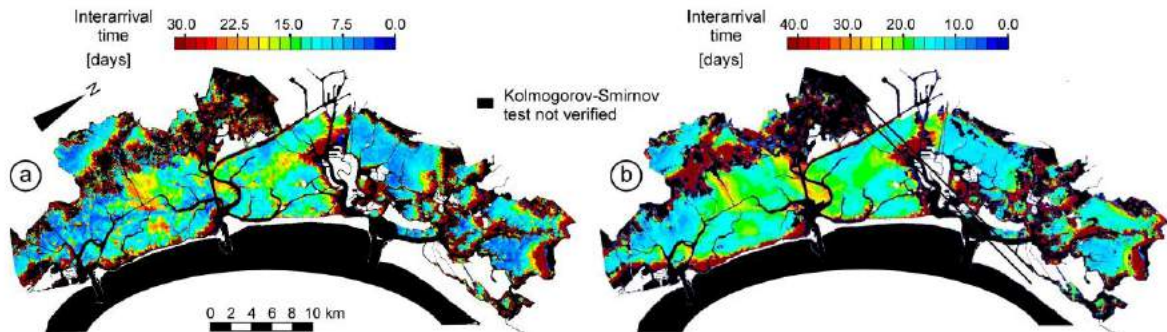 Interarrival
time
[days]
30.0 22.5 15.0 7.5 0.0
Interarrival
time
[days]
40.0 30.0 20.0 10.0 0.0
N
Kolmogorov-Smirnov
test not verified
a
b
0 2 4 6 8 10 km